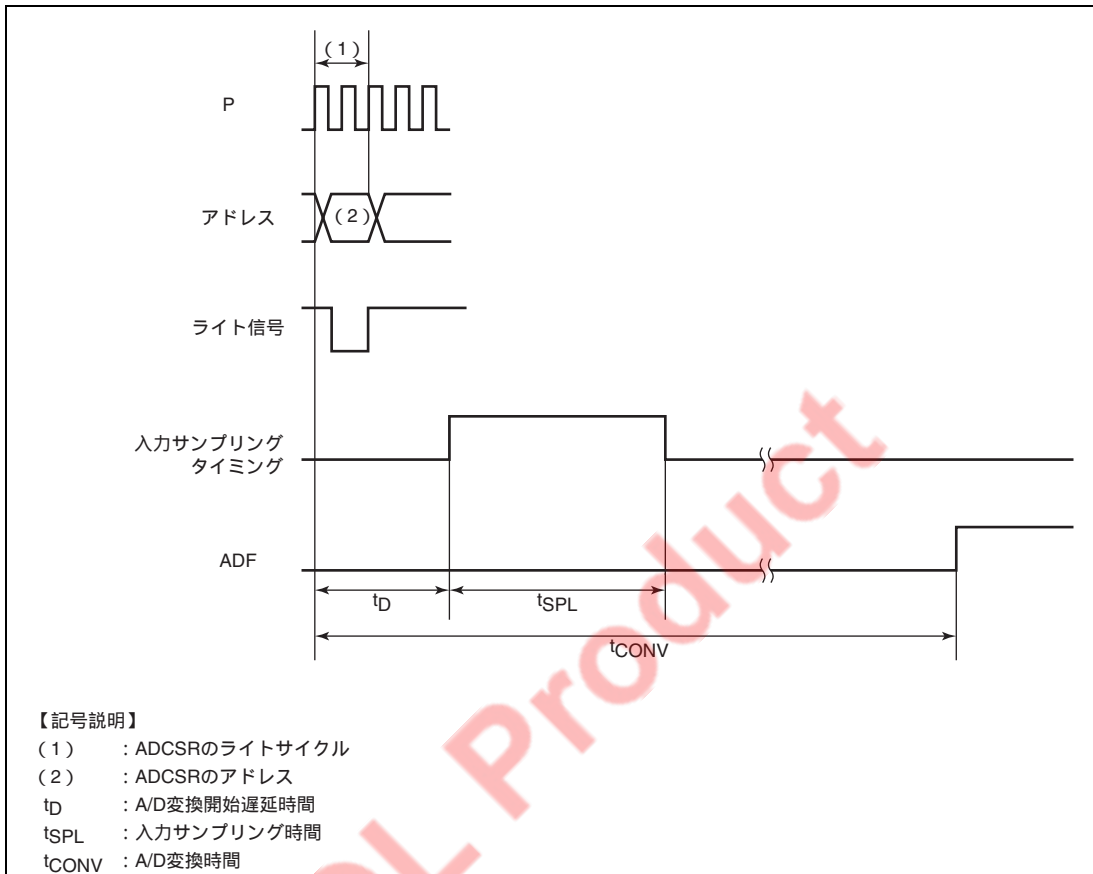 (1)
P
アドレス
(2)
ライト信号
入力サンプリング
タイミング
ADF
tD
tSPL
tCONV
【記号説明】
(1) :ADCSRのライトサイクル
(2) :ADCSRのアドレス
tD :A/D変換開始遅延時間
tSPL :入力サンプリング時間
tCONV :A/D変換時間
OL Product